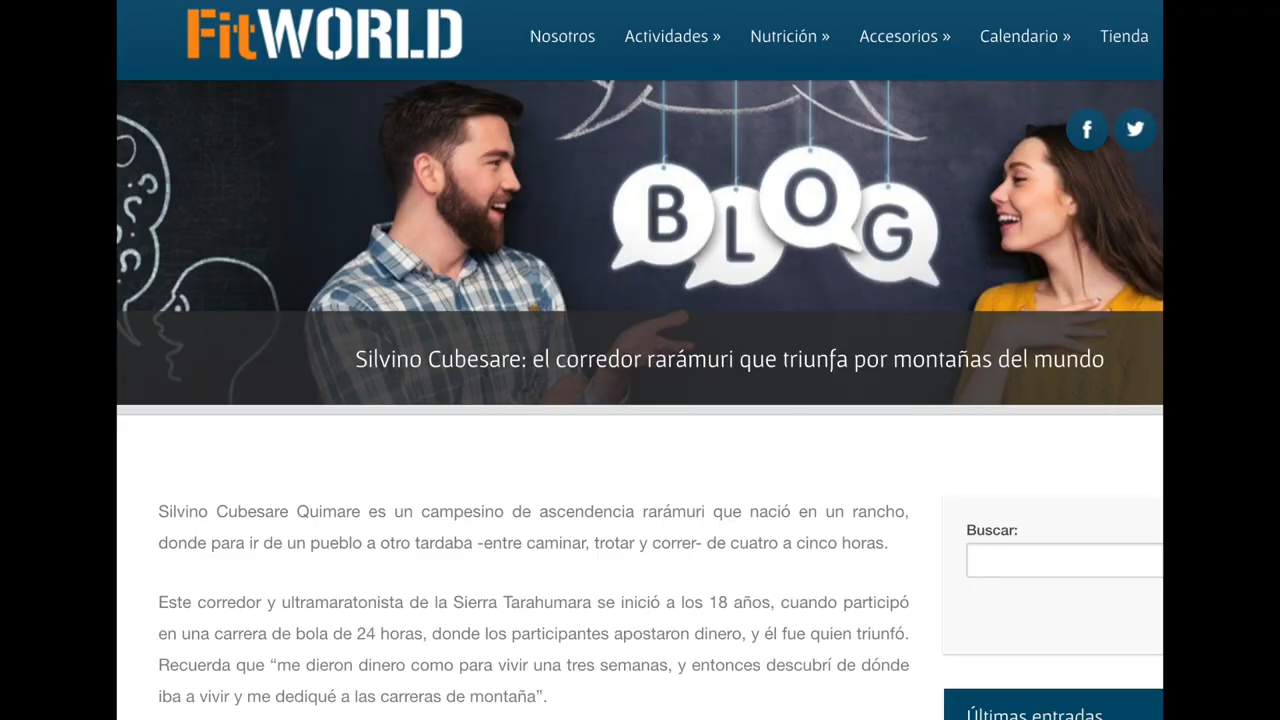 FitWORLD
Nosotros Actividades » Nutrición » Accesorios » Calendario » Tienda
BLOG
Silvino Cubesare: el corredor rarámuri que triunfa por montañas del mundo
Silvino Cubesare Quimare es un campesino de ascendencia rarámuri que nació en un rancho,
donde para ir de un pueblo a otro tardaba -entre caminar, trotar y correr- de cuatro a cinco horas.
Este corredor y ultramaratonista de la Sierra Tarahumara se inició a los 18 años, cuando participó
en una carrera de bola de 24 horas, donde los participantes apostaron dinero, y él fue quien triunfó.
Recuerda que “me dieron dinero como para vivir una tres semanas, y entonces descubrí de dónde
iba a vivir y me dediqué a las carreras de montaña”.
Buscar:
Últimas entradas